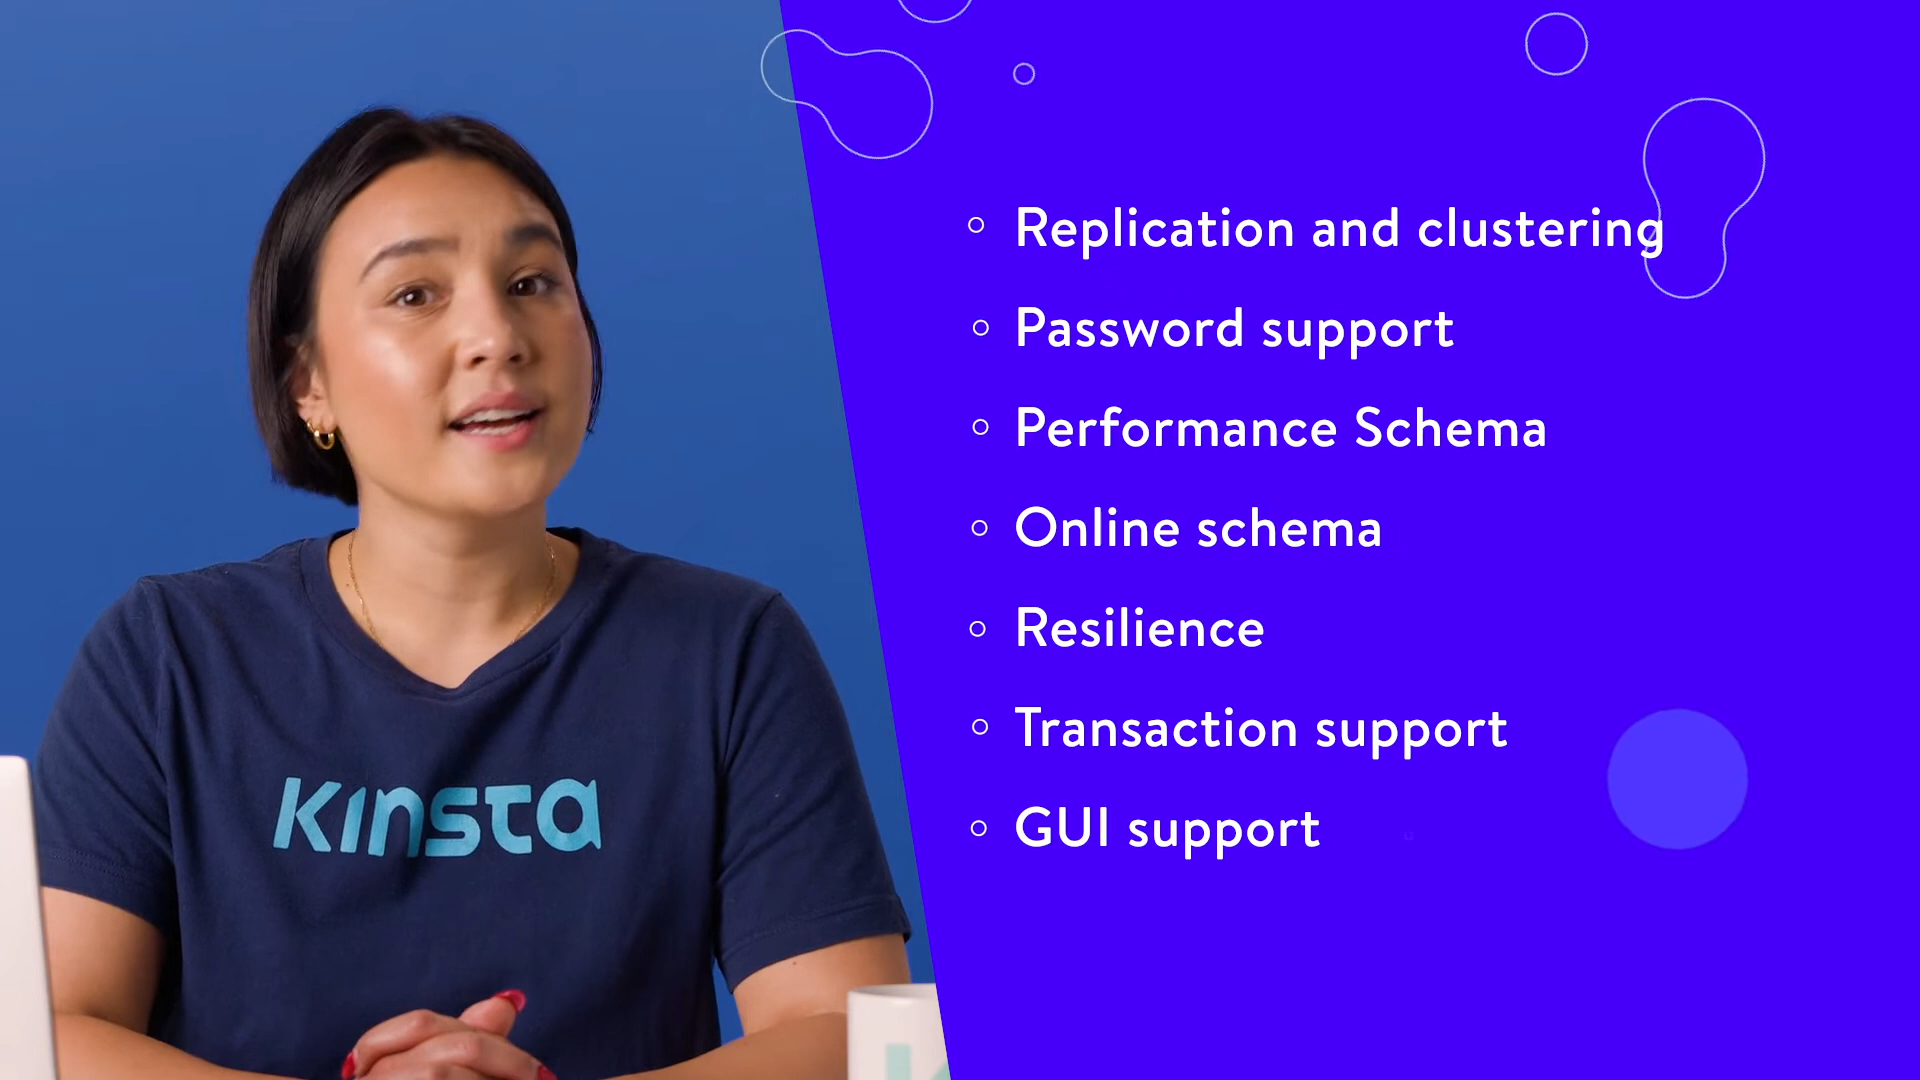 Replication and clustering
Password support
Performance Schema
Online schema
Resilience
Transaction support
GUI support
KINSTA
K